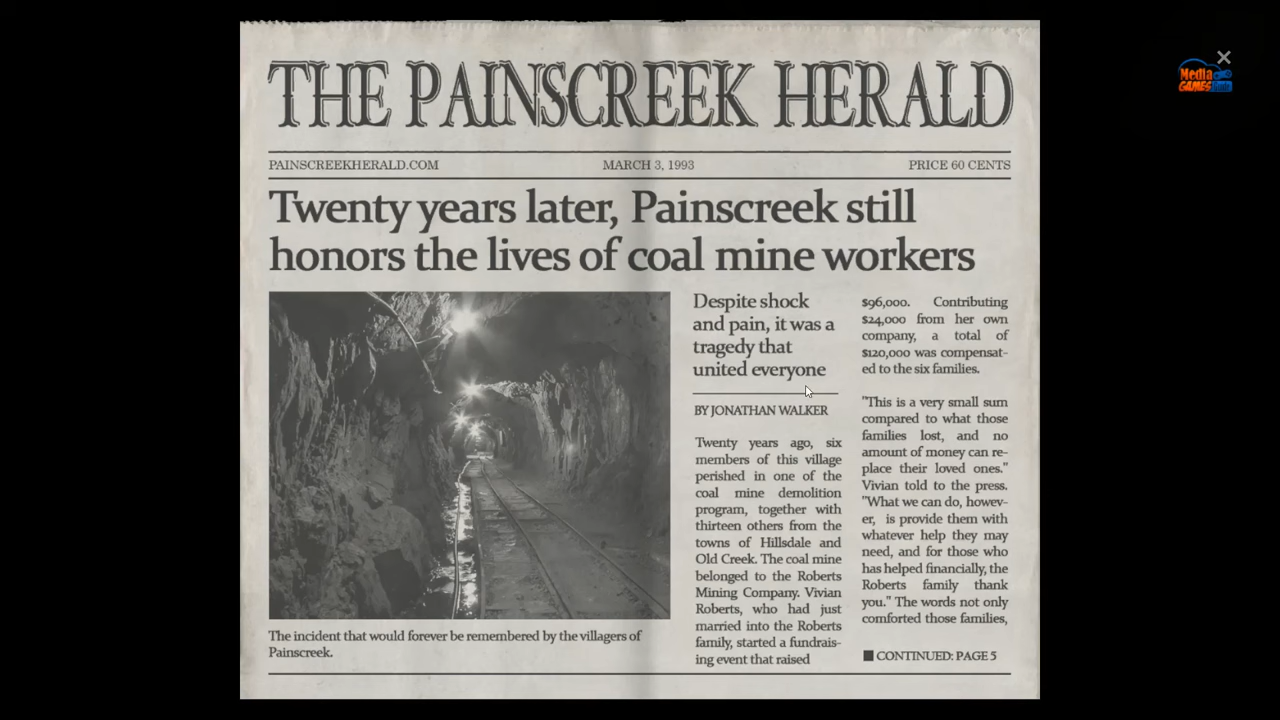 THE PAINSCREEK HERALD
PAINSCREEKHERALD.COM
MARCH 3, 1993
PRICE 60 CENTS
Twenty years later, Painscreek still
honors the lives of coal mine workers
Despite shock
and pain, it was a
tragedy that
united everyone
BY JONATHAN WALKER
Twenty years ago, six
members of this village
perished in one of the
coal mine demolition
program, together with
thirteen others from the
towns of Hillsdale and
Old Creek. The coal mine
belonged to the Roberts
Mining Company. Vivian
Roberts, who had just
married into the Roberts
family, started a fundrais-
ing event that raised
$96,000. Contributing
$24,000 from her own
company, a total of
$120,000 was compensat-
ed to the six families.
"This is a very small sum
compared to what those
families lost, and no
amount of money can re-
place their loved ones."
Vivian told to the press.
"What we can do, howev-
er, is provide them with
whatever help they may
need, and for those who
has helped financially, the
Roberts family thank
you." The words not only
comforted those families,
CONTINUED: PAGE 5
The incident that would forever be remembered by the villagers of
Painscreek.
Media
GAMES